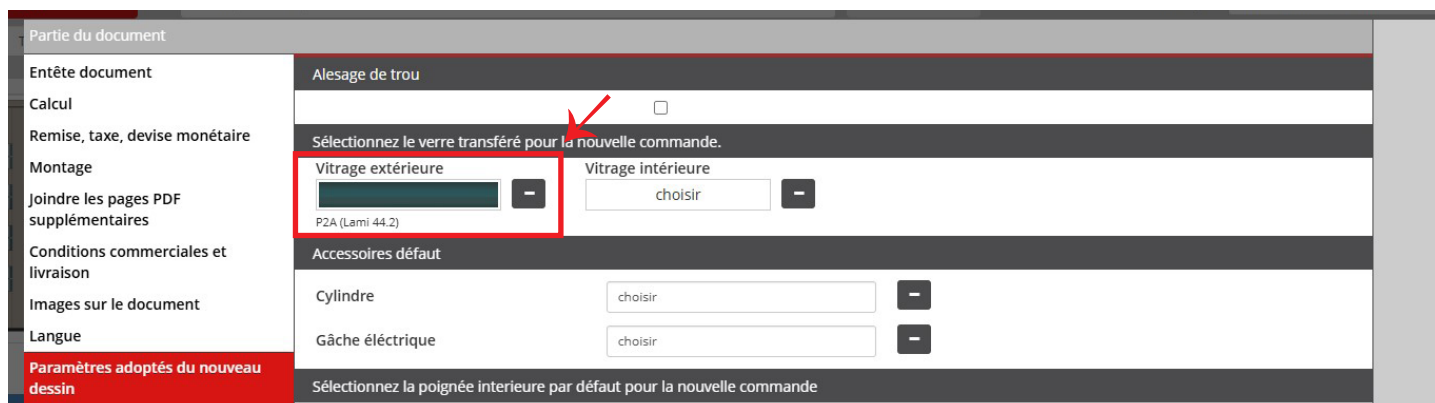 Partie du document
Entête document
Calcul
Remise, taxe, devise monétaire
Montage
Joindre les pages PDF
supplémentaires
Conditions commerciales et
livraison
Images sur le document
Langue
Paramètres adoptés du nouveau
dessin
Alesage de trou
Sélectionnez le verre transféré pour la nouvelle commande.
Vitrage extérieure
P2A (Lami 44.2)
Vitrage intérieure
choisir
Accessoires défaut
Cylindre
choisir
Gâche éléctrique
choisir
Sélectionnez la poignée interieure par défaut pour la nouvelle commande